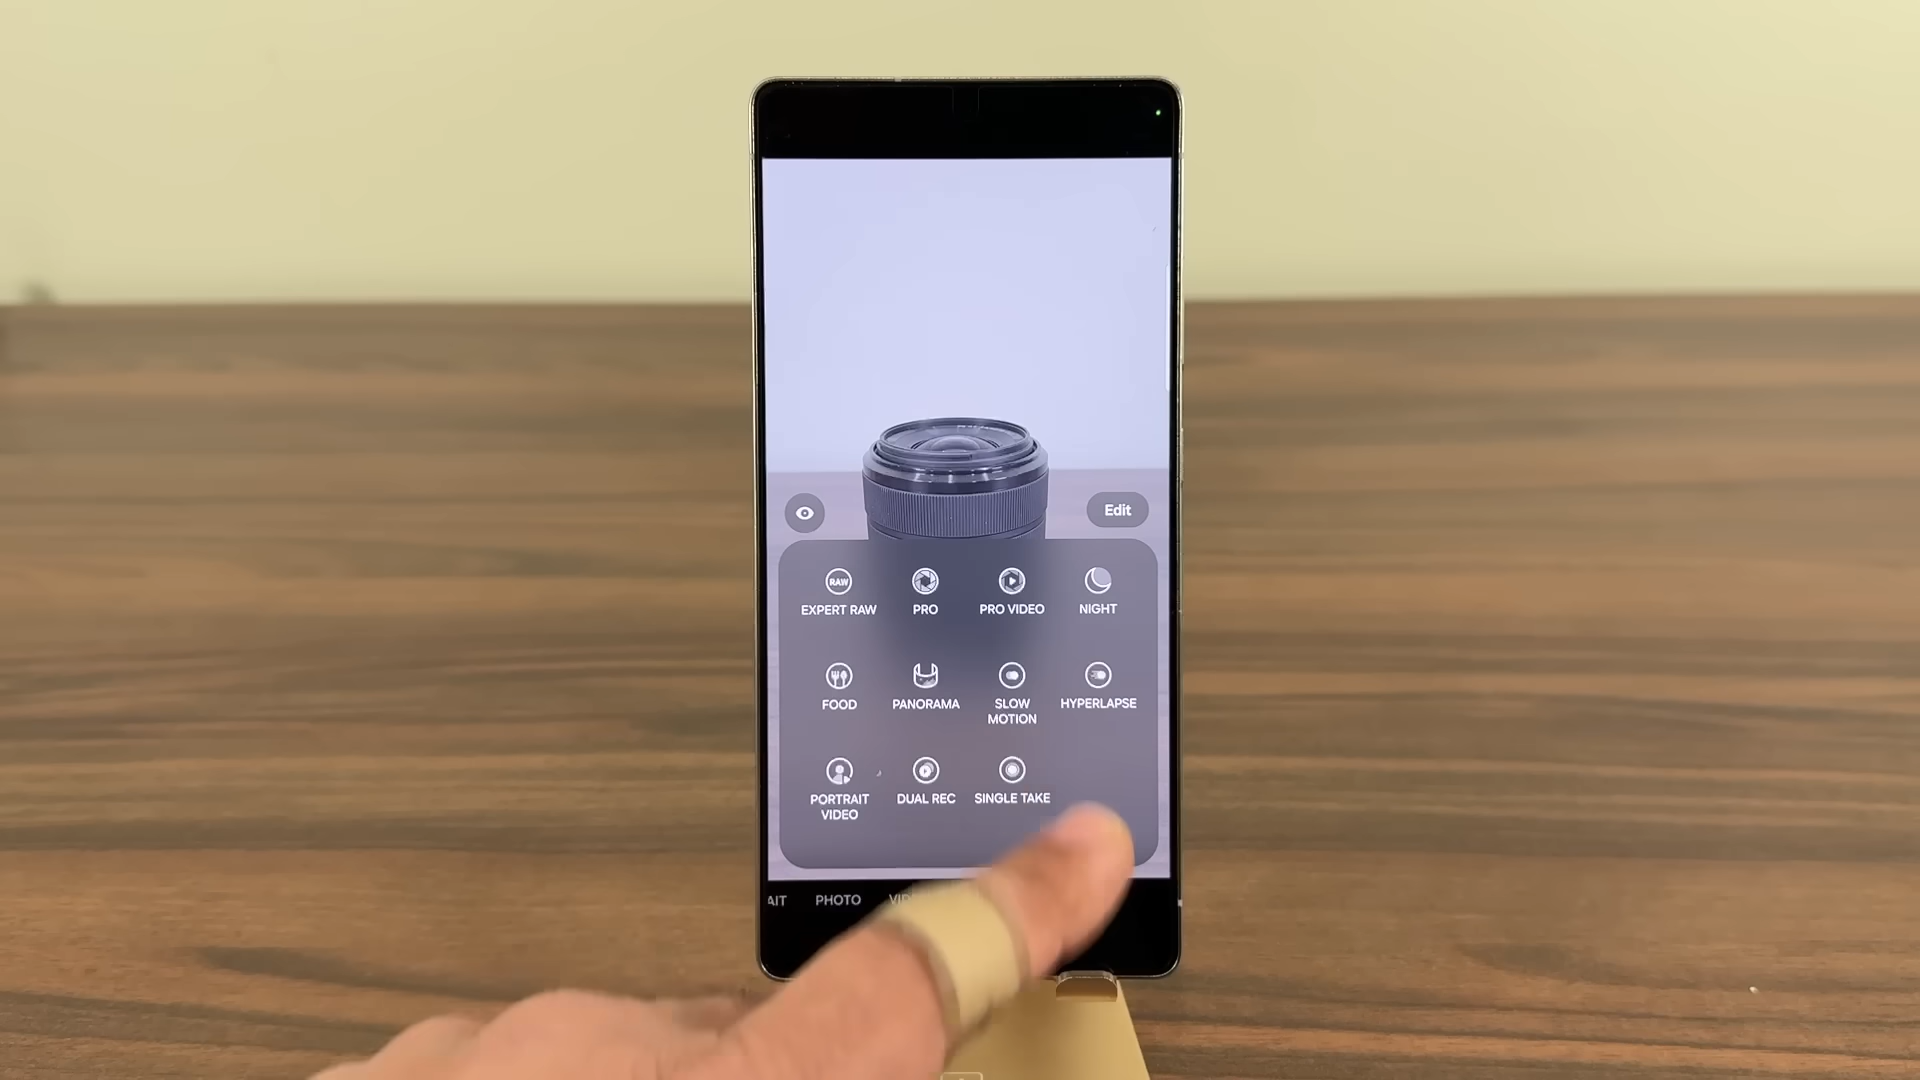 Edit
RAW
EXPERT RAW
PRO
PRO VIDEO
NIGHT
FOOD
PANORAMA
SLOW
MOTION
HYPERLAPSE
PORTRAIT
VIDEO
DUAL REC
SINGLE TAKE
AIT
PHOTO